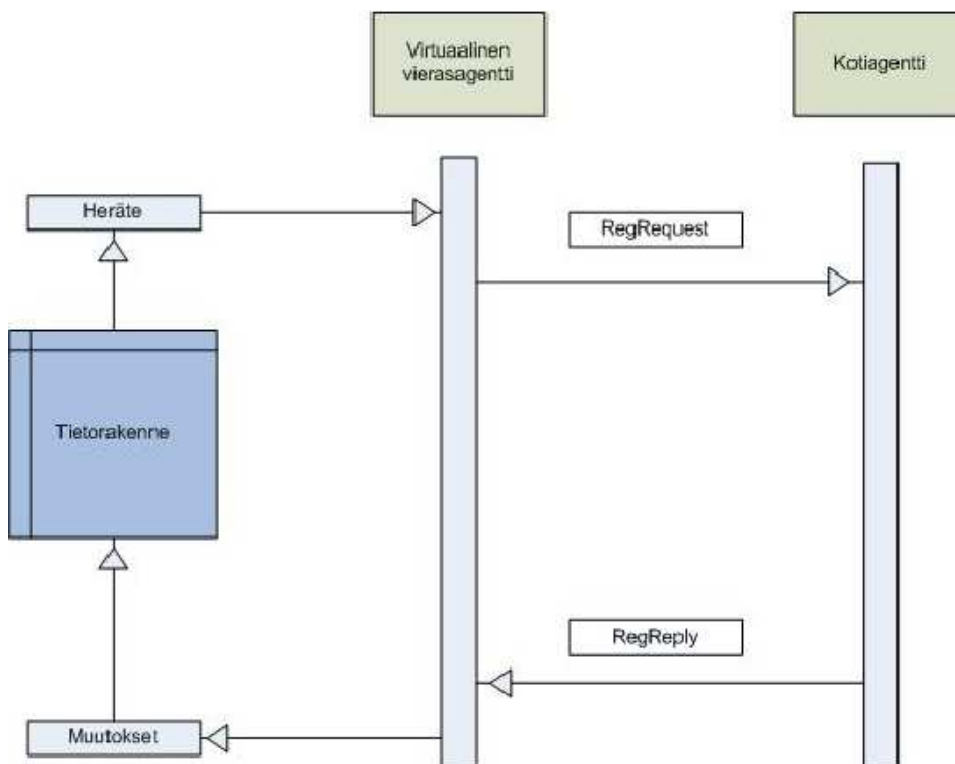 Virtuaalinen
vierasagentti
Kotiagentti
Heräte
RegRequest
Tietorakenne
RegReply
Muutokset